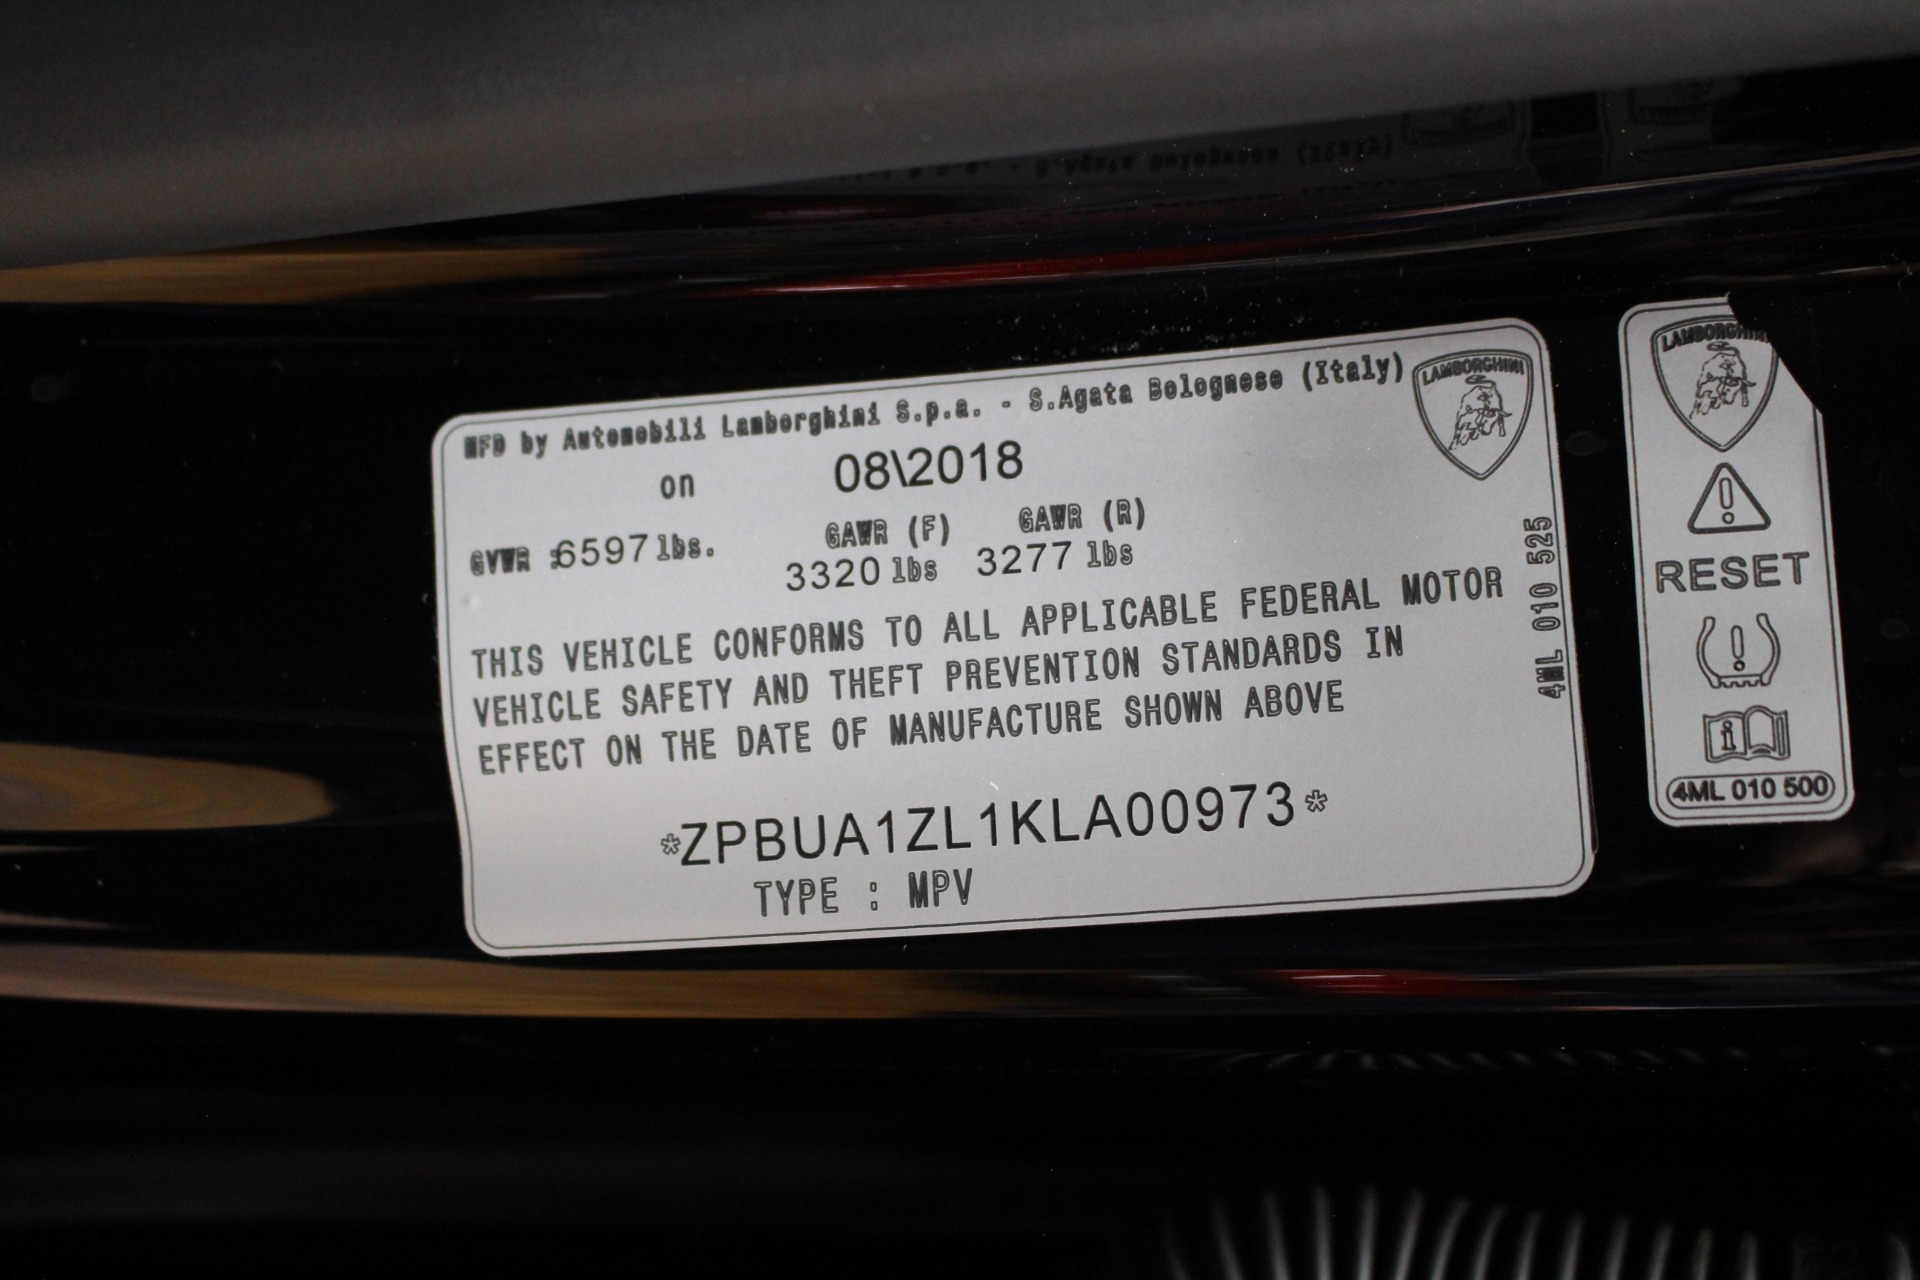 MFD by Automobili Lamborghini S.p.a. - S.Agata Bolognese (Italy)
LAMBORGHINI
on 08\2018
GVWR :6597 lbs. GAWR (F) GAWR (R)
3320 lbs 3277 lbs
THIS VEHICLE CONFORMS TO ALL APPLICABLE FEDERAL MOTOR
VEHICLE SAFETY AND THEFT PREVENTION STANDARDS IN
EFFECT ON THE DATE OF MANUFACTURE SHOWN ABOVE
*ZPBUA1ZL1KLA00973*
TYPE : MPV
4ML 010 525
LAMBORGHINI
RESET
4ML 010 500